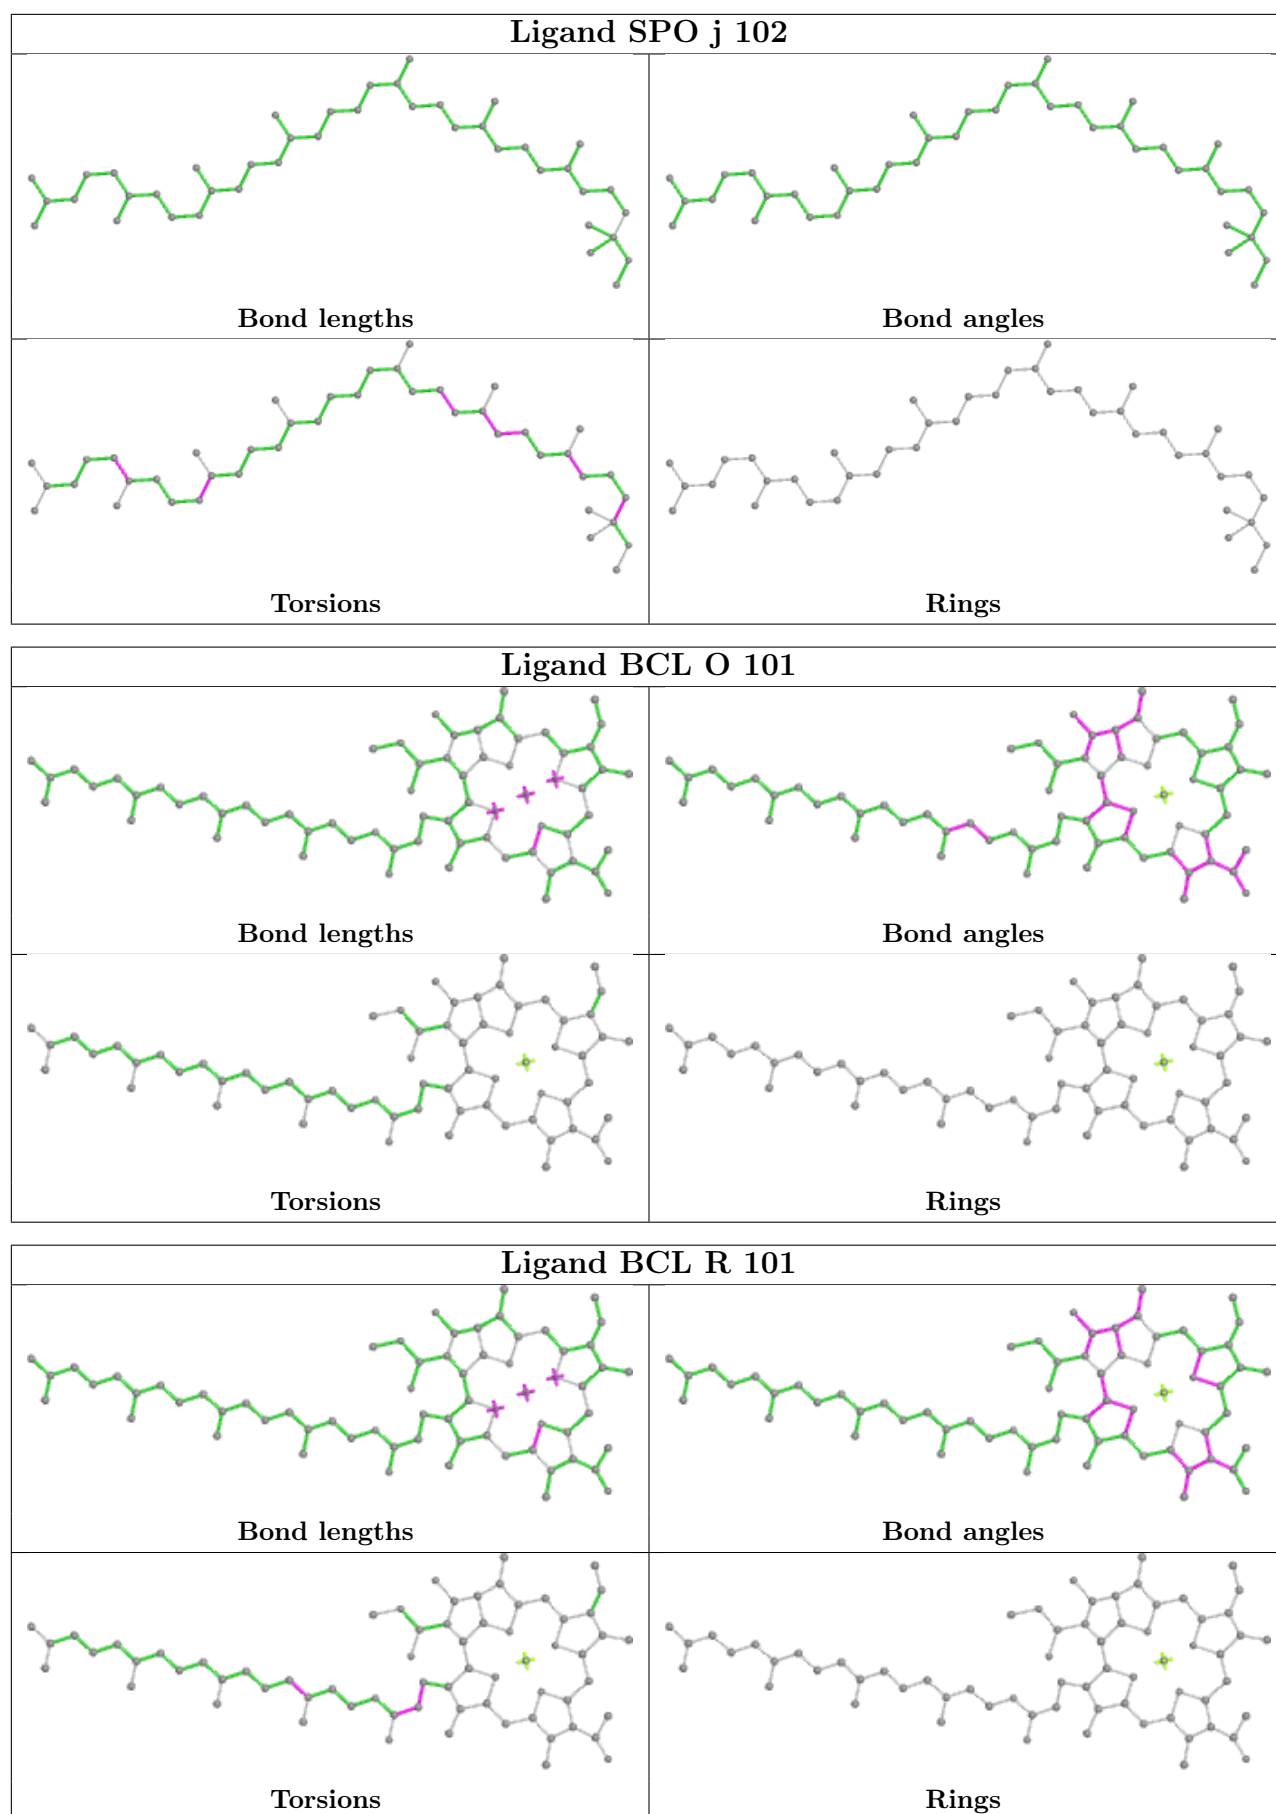 Ligand SPO j 102
Bond lengths
Bond angles
Torsions
Rings
Ligand BCL O 101
Bond lengths
Bond angles
Torsions
Rings
Ligand BCL R 101
Bond lengths
Bond angles
Torsions
Rings